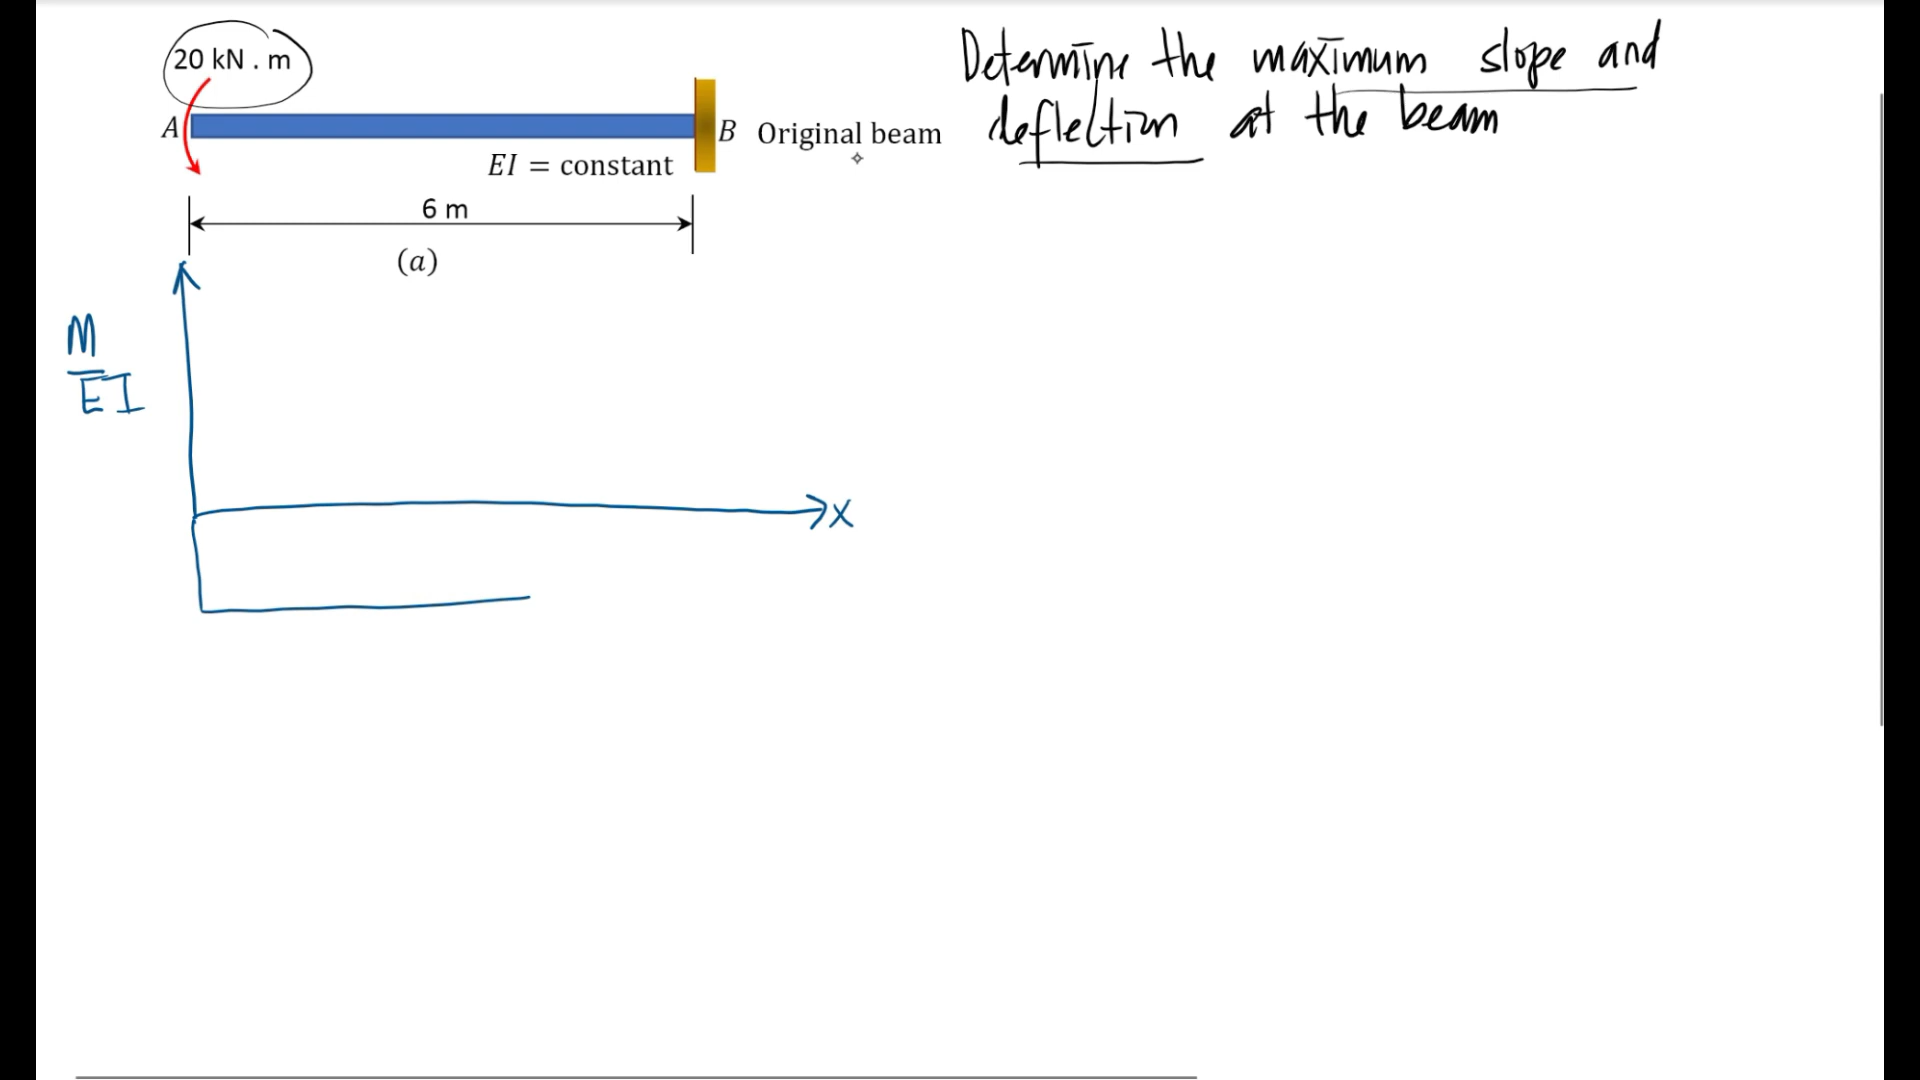 20 kN . m
Determine the maximum slope and
deflection at the beam
A
B Original beam
EI = constant
6 m
(a)
M
EI
x